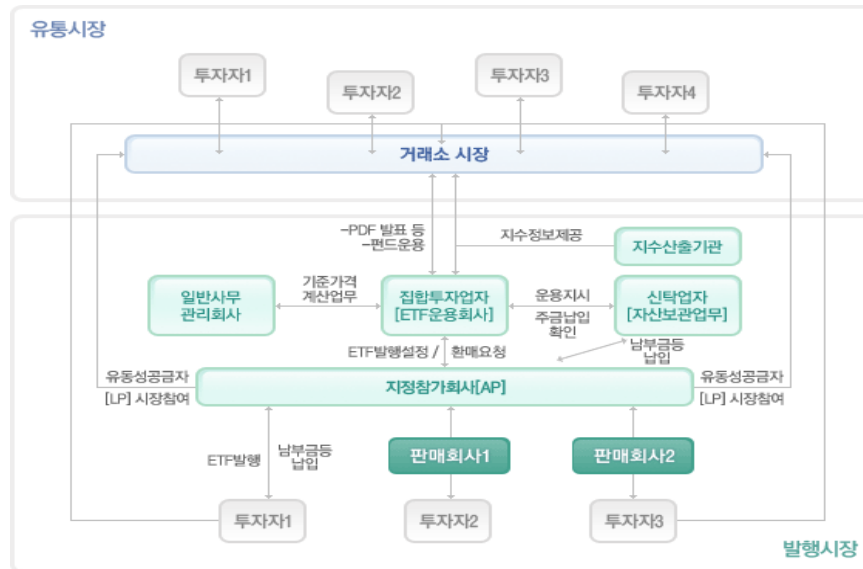 유통시장
투자자1
투자자2
투자자3
투자자4
거래소 시장
-PDF 발표 등
-펀드운용
지수정보제공
지수산출기관
일반사무
관리회사
기준가격
계산업무
집합투자업자
[ETF운용회사]
운용지시
주금납입
확인
신탁업자
[자산보관업무]
ETF발행설정 / 환매요청
남부금등
납입
유동성공급자
[LP] 시장참여
지정참가회사[AP]
유동성공급자
[LP] 시장참여
ETF발행
남부금등
납입
판매회사1
판매회사2
투자자1
투자자2
투자자3
발행시장